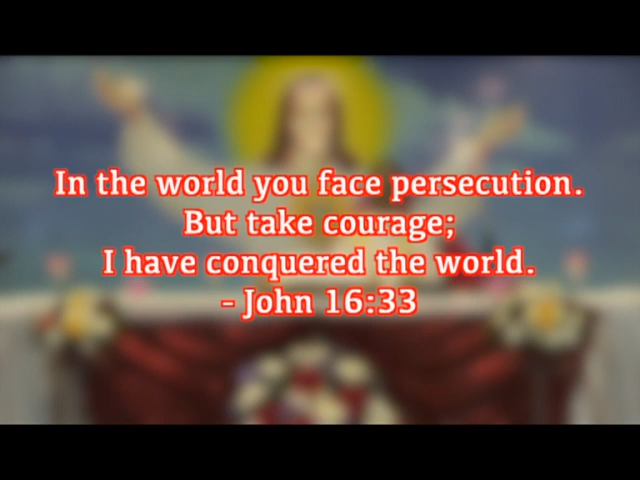 In the world you face persecution.
But take courage;
I have conquered the world.
- John 16:33